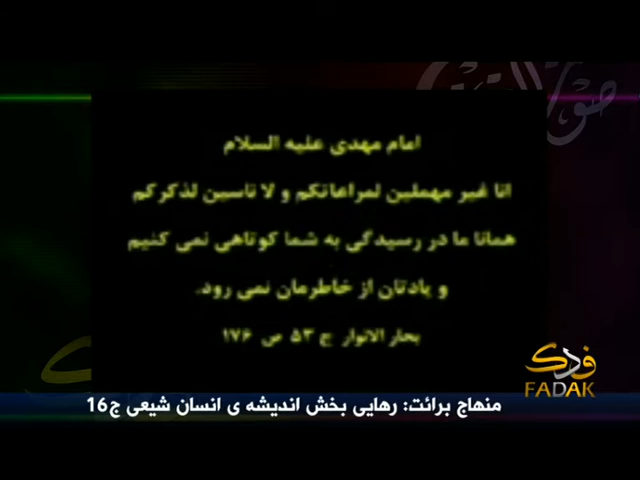 امام مهدی علیه السلام
انا غیر مهملین لمراعاتکم و لا ناسین لذکرکم
همانا ما در رسیدگی به شما کوتاهی نمی کنیم
و یادتان از خاطرمان نمی رود.
بحار الانوار ج ۵۳ ص ۱۷۶
فدک
FADAK
منهاج برائت: رهایی بخش اندیشه ی انسان شیعی ج16